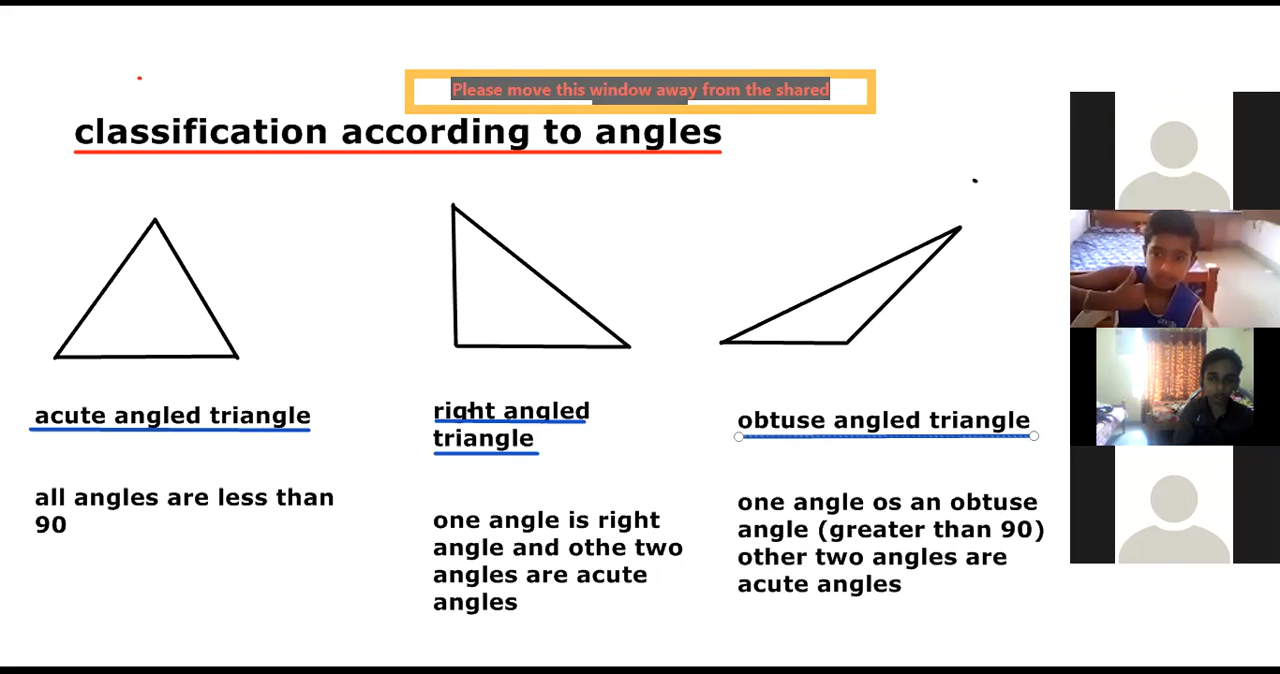 Please move this window away from the shared
classification according to angles
acute angled triangle
right angled
triangle
obtuse angled triangle
all angles are less than
90
one angle is right
angle and othe two
angles are acute
angles
one angle os an obtuse
angle (greater than 90)
other two angles are
acute angles